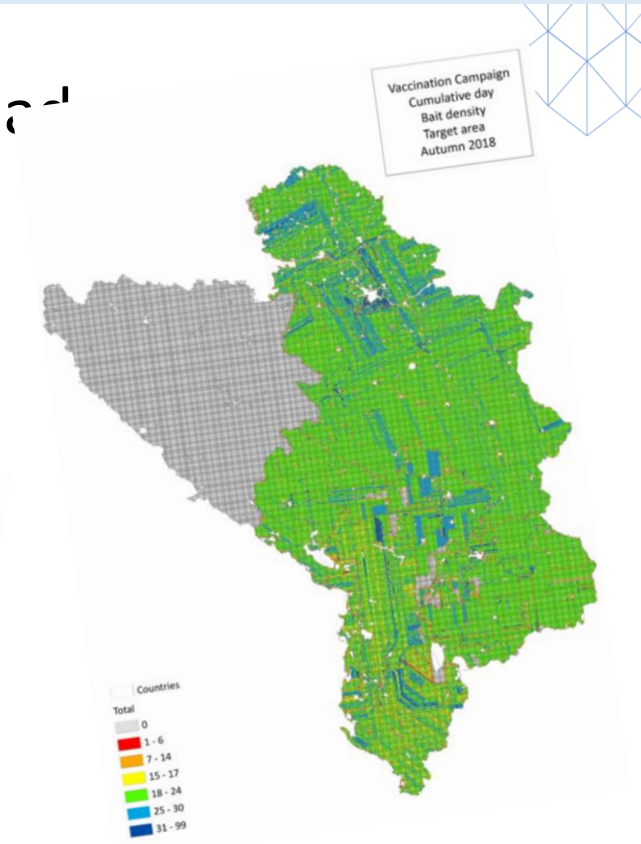 Vaccination Campaign
Cumulative day
Bait density
Target area
Autumn 2018
Countries
Total
0
1 - 6
7 - 14
15 - 17
18 - 24
25 - 30
31 - 99